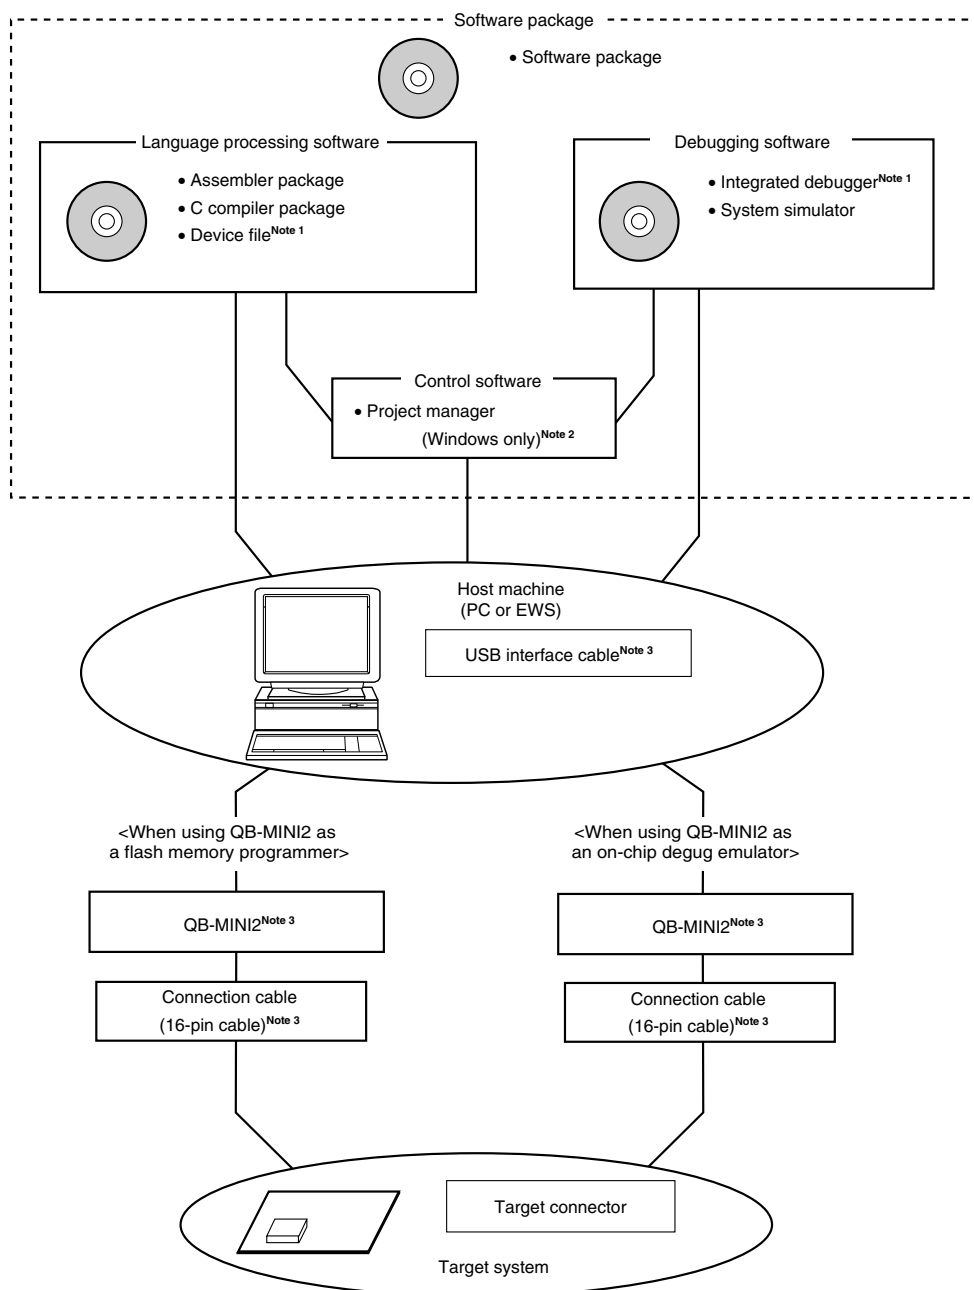 Software package
• Software package
Language processing software
• Assembler package
• C compiler package
• Device fileNote 1
Debugging software
• Integrated debuggerNote 1
• System simulator
Control software
• Project manager
(Windows only)Note 2
Host machine
(PC or EWS)
USB interface cableNote 3
<When using QB-MINI2 as
a flash memory programmer>
<When using QB-MINI2 as
an on-chip degug emulator>
QB-MINI2Note 3
QB-MINI2Note 3
Connection cable
(16-pin cable)Note 3
Connection cable
(16-pin cable)Note 3
Target connector
Target system